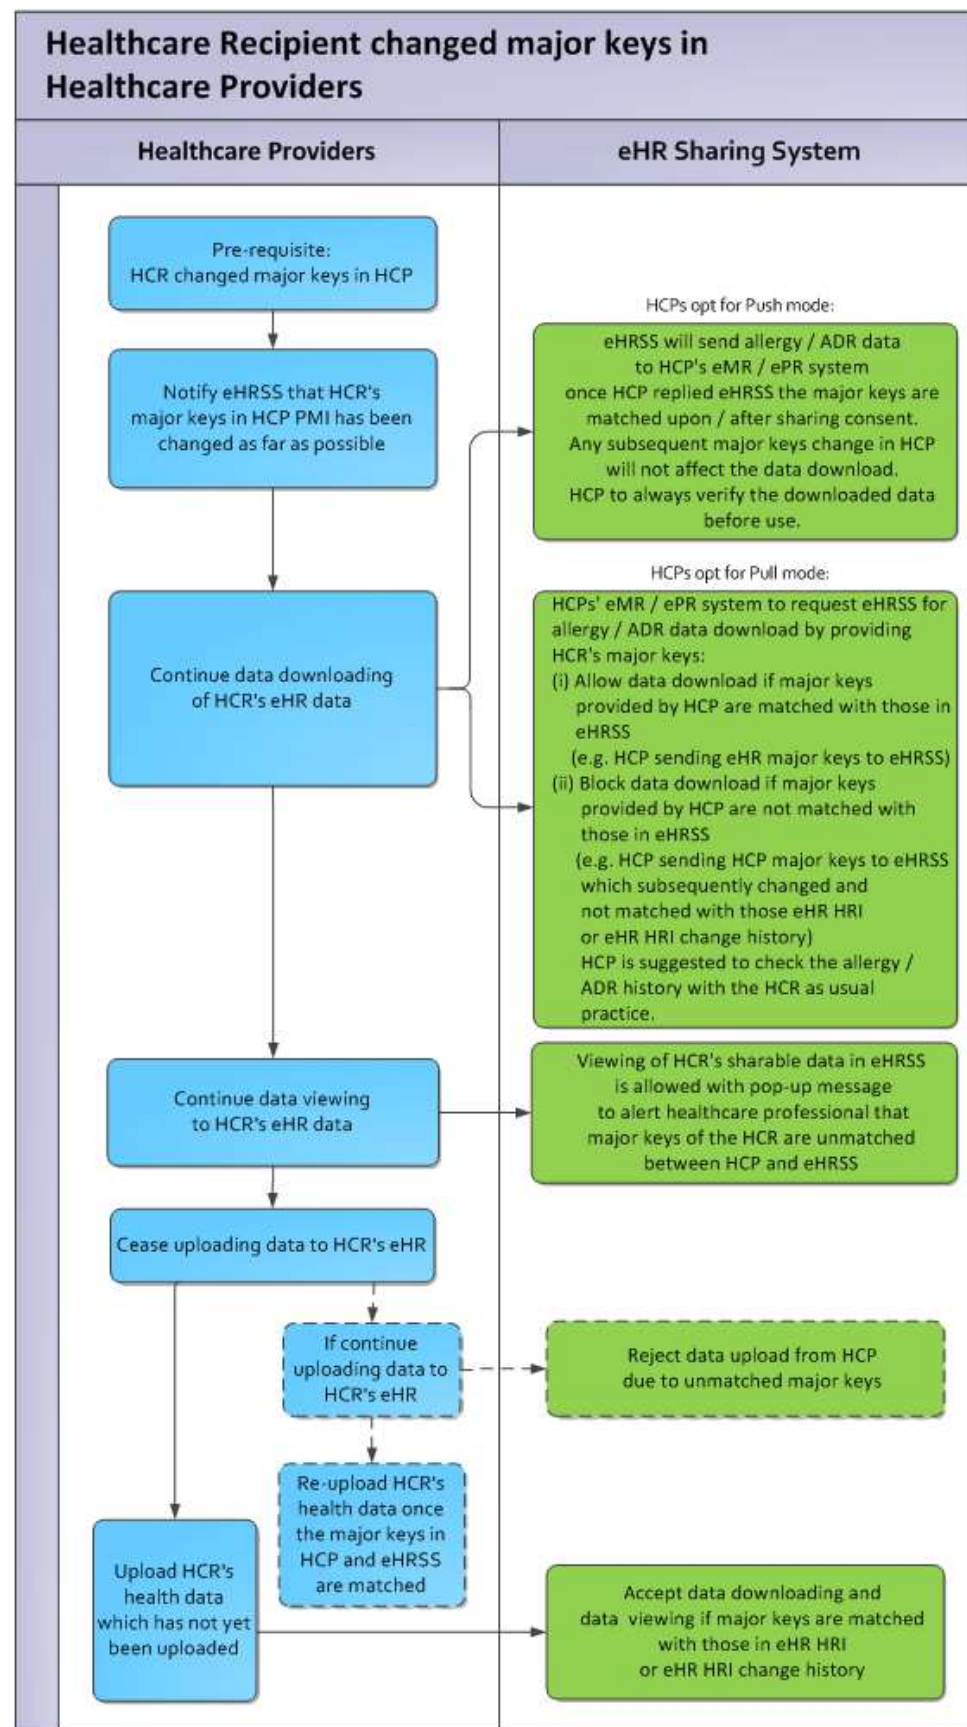 Healthcare Recipient changed major keys in
Healthcare Providers
Healthcare Providers
eHR Sharing System
Pre-requisite:
HCR changed major keys in HCP
Notify eHRSS that HCR's
major keys in HCP PMI has been
changed as far as possible
HCPs opt for Push mode:
eHRSS will send allergy / ADR data
to HCP's eMR / ePR system
once HCP replied eHRSS the major keys are
matched upon / after sharing consent.
Any subsequent major keys change in HCP
will not affect the data download.
HCP to always verify the downloaded data
before use.
Continue data downloading
of HCR's eHR data
HCPs opt for Pull mode:
HCPs' eMR / ePR system to request eHRSS for
allergy / ADR data download by providing
HCR's major keys:
(i) Allow data download if major keys
provided by HCP are matched with those in
eHRSS
(e.g. HCP sending eHR major keys to eHRSS)
(ii) Block data download if major keys
provided by HCP are not matched with
those in eHRSS
(e.g. HCP sending HCP major keys to eHRSS
which subsequently changed and
not matched with those eHR HRI
or eHR HRI change history)
HCP is suggested to check the allergy /
ADR history with the HCR as usual
practice.
Continue data viewing
to HCR's eHR data
Viewing of HCR's sharable data in eHRSS
is allowed with pop-up message
to alert healthcare professional that
major keys of the HCR are unmatched
between HCP and eHRSS
Cease uploading data to HCR's eHR
If continue
uploading data to
HCR's eHR
Reject data upload from HCP
due to unmatched major keys
Re-upload HCR's
health data once
the major keys in
HCP and eHRSS
are matched
Upload HCR's
health data
which has not yet
been uploaded
Accept data downloading and
data viewing if major keys are matched
with those in eHR HRI
or eHR HRI change history